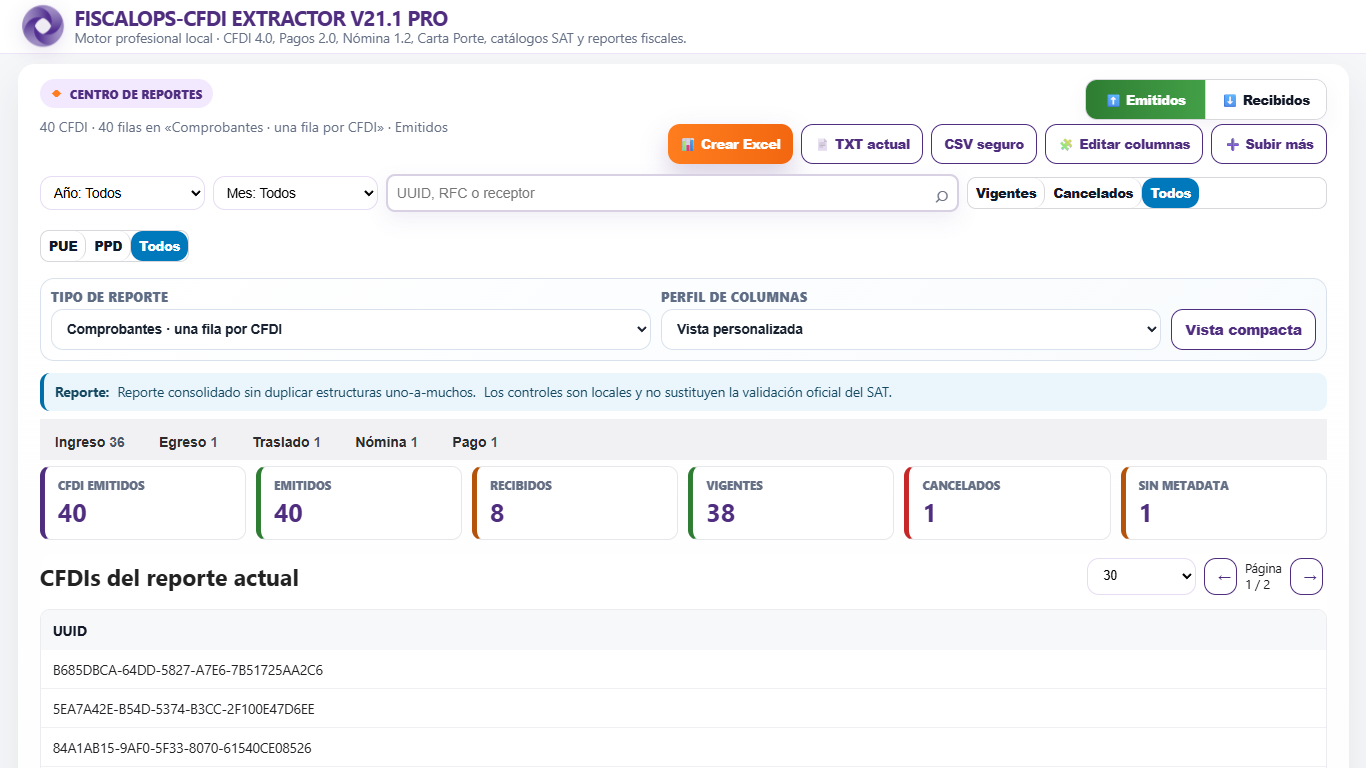 FISCALOPS-CFDI EXTRACTOR V21.1 PRO
Motor profesional local · CFDI 4.0, Pagos 2.0, Nómina 1.2, Carta Porte, catálogos SAT y reportes fiscales.
CENTRO DE REPORTES
Emitidos
Recibidos
40 CFDI · 40 filas en «Comprobantes · una fila por CFDI» · Emitidos
Crear Excel
TXT actual
CSV seguro
Editar columnas
Subir más
Año: Todos
Mes: Todos
UUID, RFC o receptor
Vigentes
Cancelados
Todos
PUE
PPD
Todos
TIPO DE REPORTE
PERFIL DE COLUMNAS
Comprobantes · una fila por CFDI
Vista personalizada
Vista compacta
Reporte: Reporte consolidado sin duplicar estructuras uno-a-muchos. Los controles son locales y no sustituyen la validación oficial del SAT.
Ingreso 36
Egreso 1
Traslado 1
Nómina 1
Pago 1
CFDI EMITIDOS
40
EMITIDOS
40
RECIBIDOS
8
VIGENTES
38
CANCELADOS
1
SIN METADATA
1
CFDIs del reporte actual
30
←
Página
1 / 2
→
UUID
B685DBCA-64DD-5827-A7E6-7B51725AA2C6
5EA7A42E-B54D-5374-B3CC-2F100E47D6EE
84A1AB15-9AF0-5F33-8070-61540CE08526